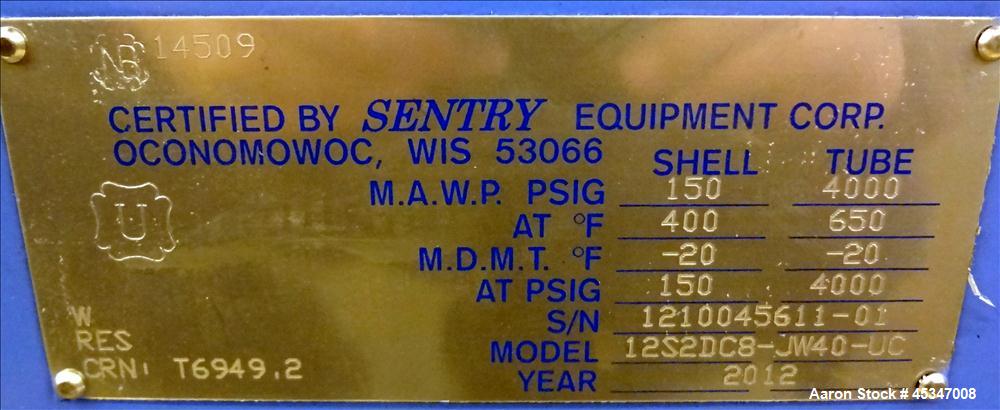 NB 14509
CERTIFIED BY SENTRY EQUIPMENT CORP.
OCONOMOWOC, WIS 53066 SHELL TUBE
M.A.W.P. PSIG 150 4000
AT °F 400 650
M.D.M.T. °F -20 -20
AT PSIG 150 4000
U
S/N 1210045611-01
W
RES
MODEL 12S2DC8-JW40-UC
CRN: T6949.2
YEAR 2012
Aaron Stock # 45347008